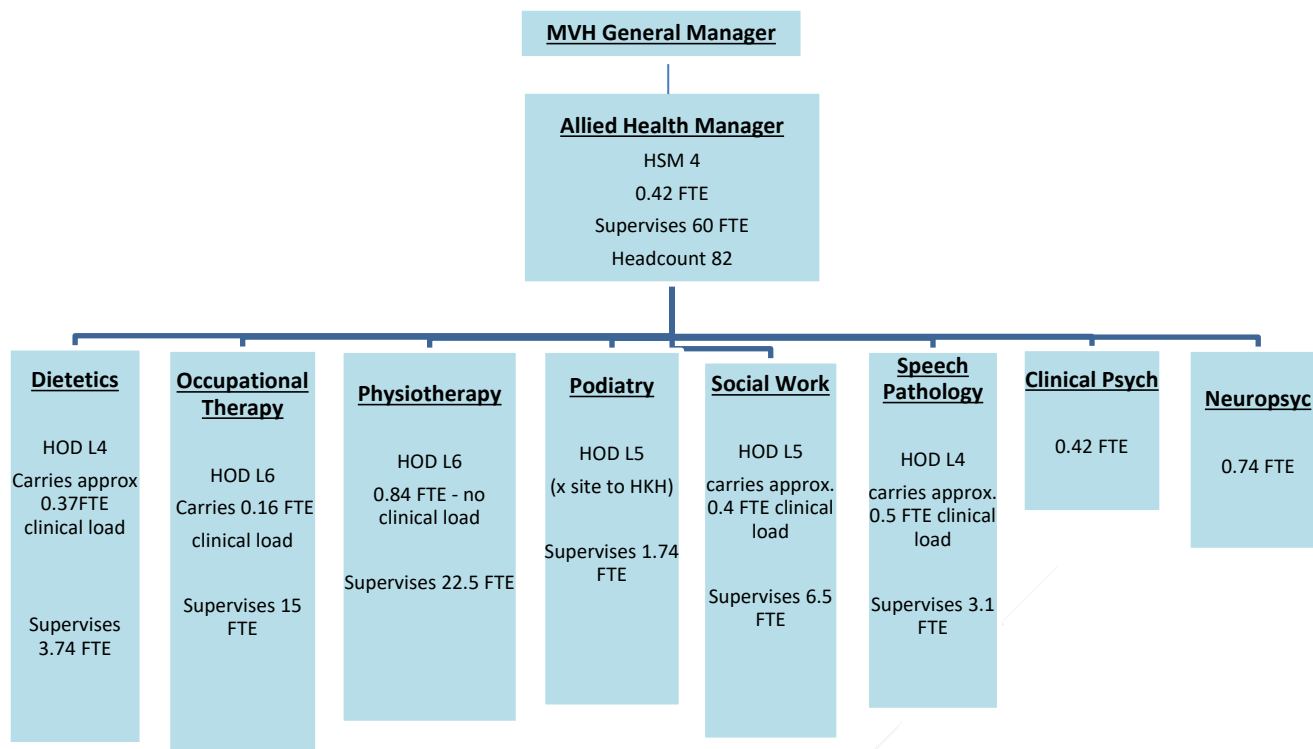 MVH General Manager
Allied Health Manager
HSM 4
0.42 FTE
Supervises 60 FTE
Headcount 82
Dietetics
HOD L4
Carries approx
0.37FTE
clinical load
Supervises
3.74 FTE
Occupational
Therapy
HOD L6
Carries 0.16 FTE
clinical load
Supervises 15
FTE
Physiotherapy
HOD L6
0.84 FTE - no
clinical load
Supervises 22.5 FTE
Podiatry
HOD L5
(x site to HKH)
Supervises 1.74
FTE
Social Work
HOD L5
carries approx.
0.4 FTE clinical
load
Supervises 6.5
FTE
Speech
Pathology
HOD L4
carries approx.
0.5 FTE clinical
load
Supervises 3.1
FTE
Clinical Psych
0.42 FTE
Neuropsyc
0.74 FTE